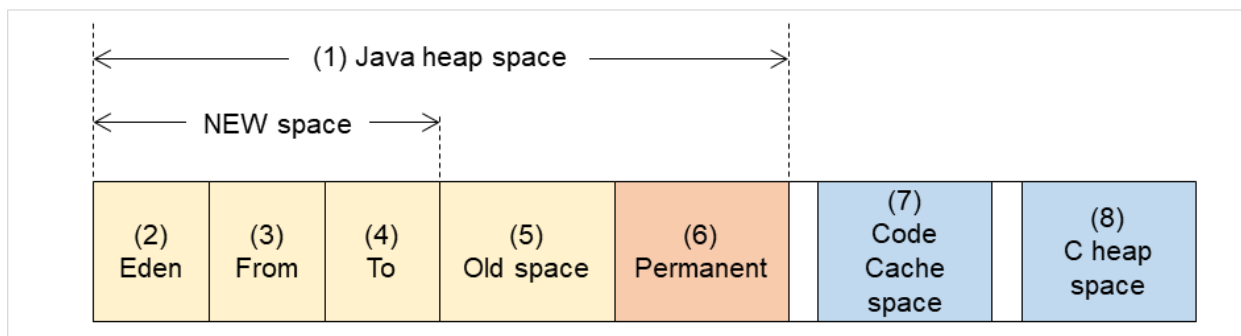 (1) Java heap space
NEW space
(2)
Eden
(3)
From
(4)
To
(5)
Old space
(6)
Permanent
(7)
Code
Cache
space
(8)
C heap
space